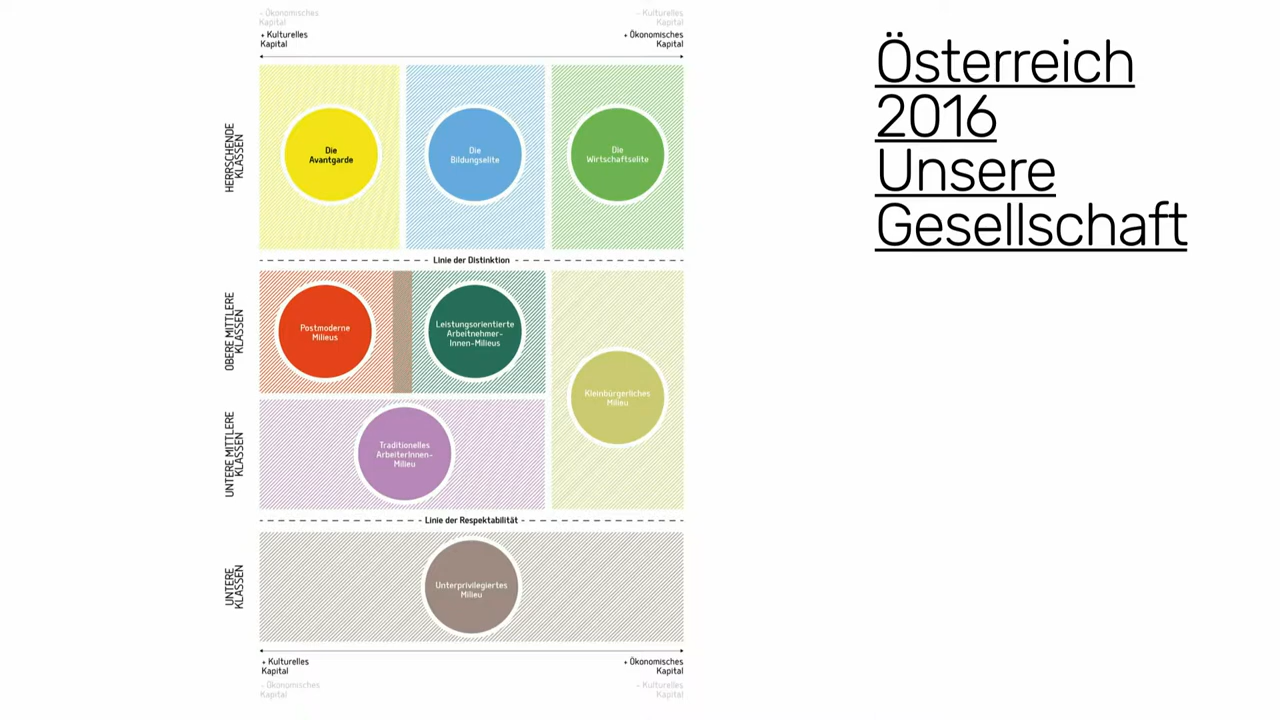 - Ökonomisches
Kapital
- Kulturelles
Kapital
+ Kulturelles
Kapital
+ Ökonomisches
Kapital
Österreich
2016
Unsere
Gesellschaft
HERRSCHENDE
KLASSEN
Die
Avantgarde
Die
Bildungselite
Die
Wirtschaftselite
Linie der Distinktion
OBERE MITTLERE
KLASSEN
Postmoderne
Milieus
Leistungsorientierte
Arbeitnehmer-
Innen-Milieus
Kleinbürgerliches
Milieu
UNTERE MITTLERE
KLASSEN
Traditionelles
ArbeiterInnen-
Milieu
Linie der Respektabilität
UNTERE
KLASSEN
Unterprivilegiertes
Milieu
+ Kulturelles
Kapital
+ Ökonomisches
Kapital
- Ökonomisches
Kapital
- Kulturelles
Kapital